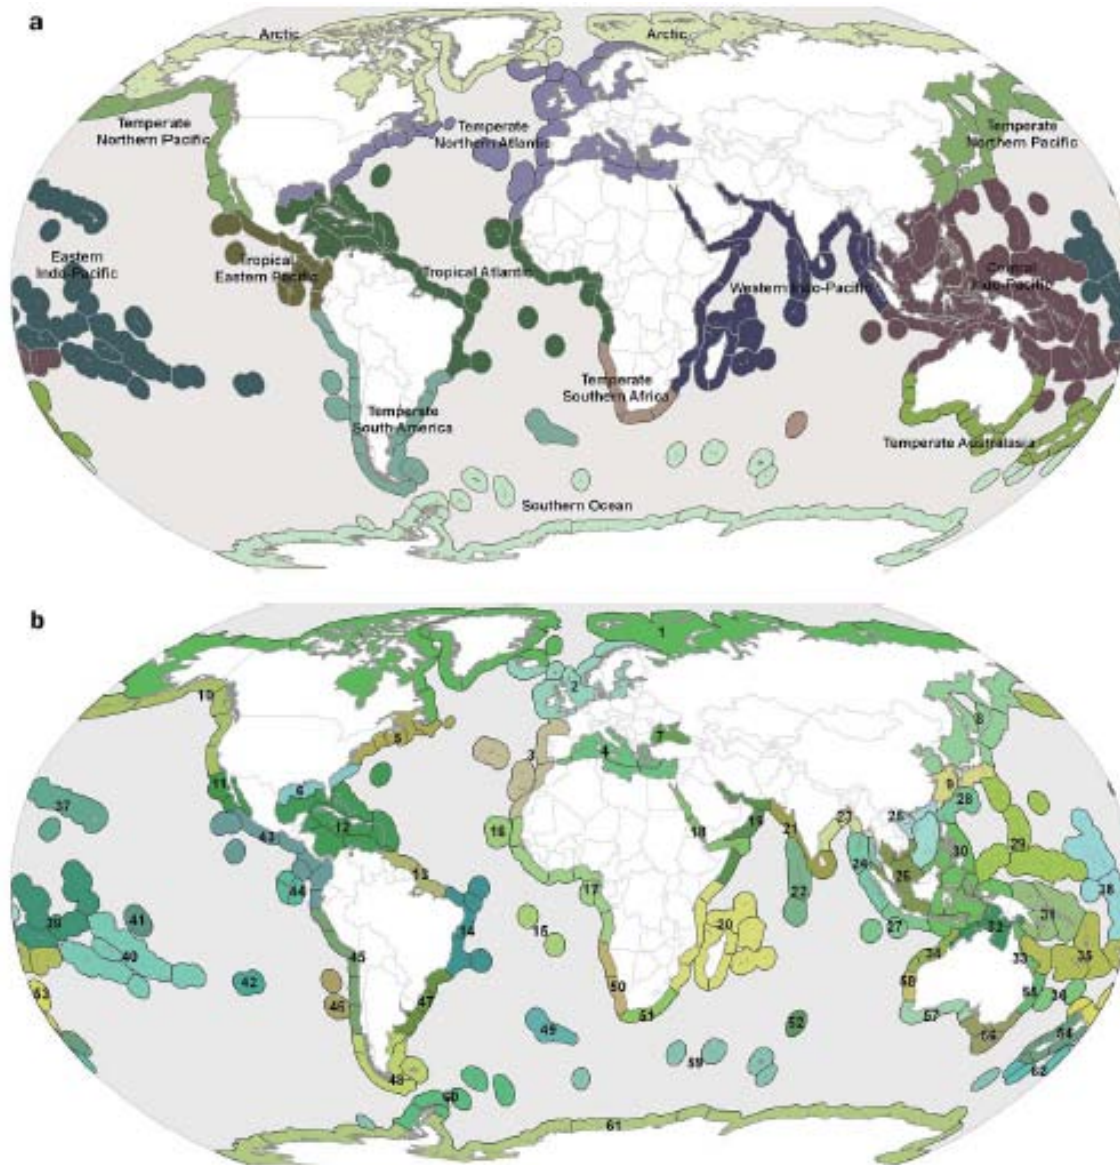 a
Arctic
Arctic
Temperate
Northern Pacific
Temperate
Northern Atlantic
Temperate
Northern Pacific
Eastern
Indo-Pacific
Tropical
Eastern Pacific
Tropical Atlantic
Western Indo-Pacific
Central
Indo-Pacific
Temperate
South America
Temperate
Southern Africa
Temperate Australasia
Southern Ocean
b
1
2
10
5
3
4
7
8
11
6
9
37
12
16
18
19
21
23
26
28
43
13
17
22
24
25
30
29
38
44
14
15
20
27
32
31
39
41
40
42
45
34
33
35
53
46
47
50
51
58
55
36
49
52
57
56
54
48
59
62
60
61